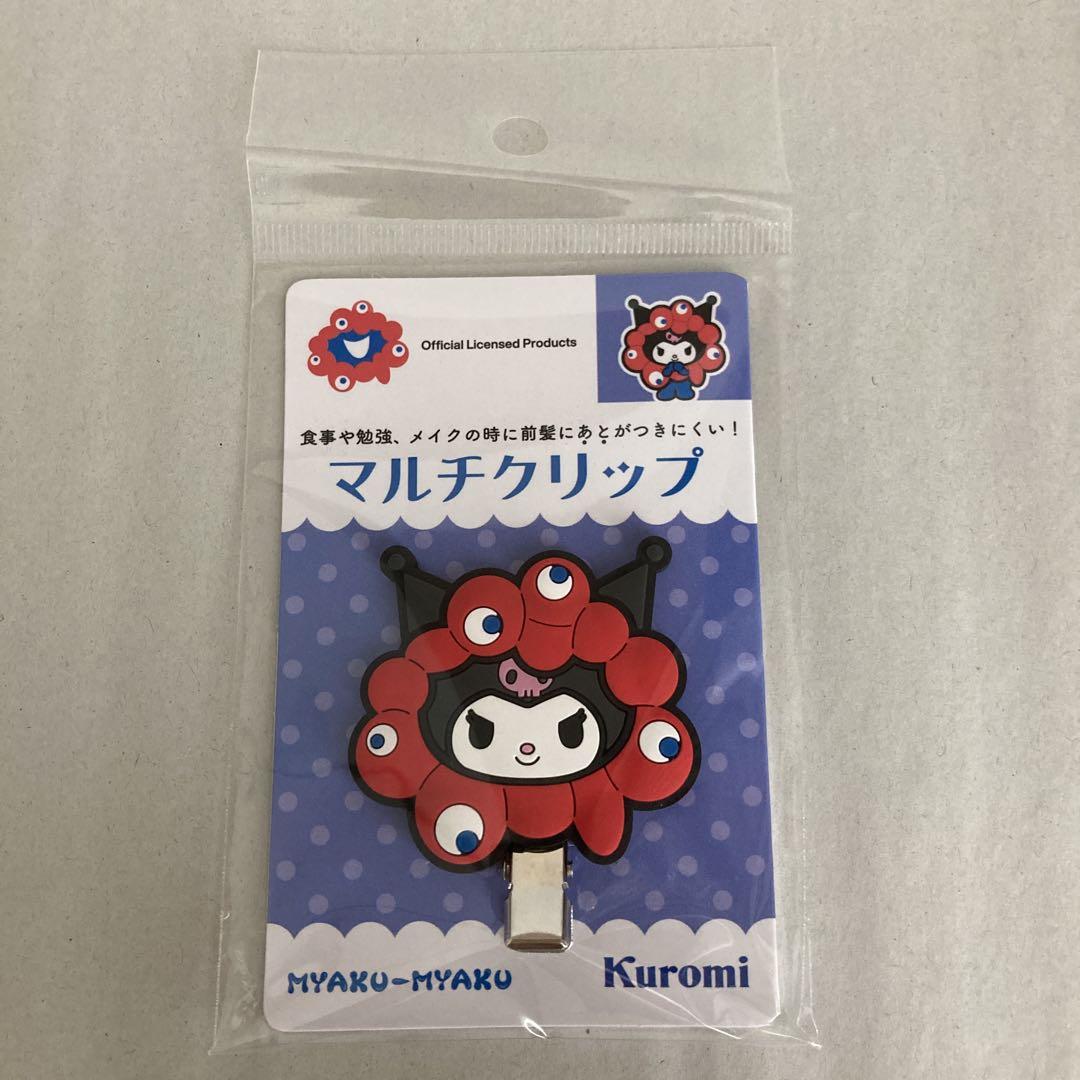 Official Licensed Products
食事や勉強、メイクの時に前髪にあとがつきにくい！
マルチクリップ
MYAKU-MYAKU
Kuromi